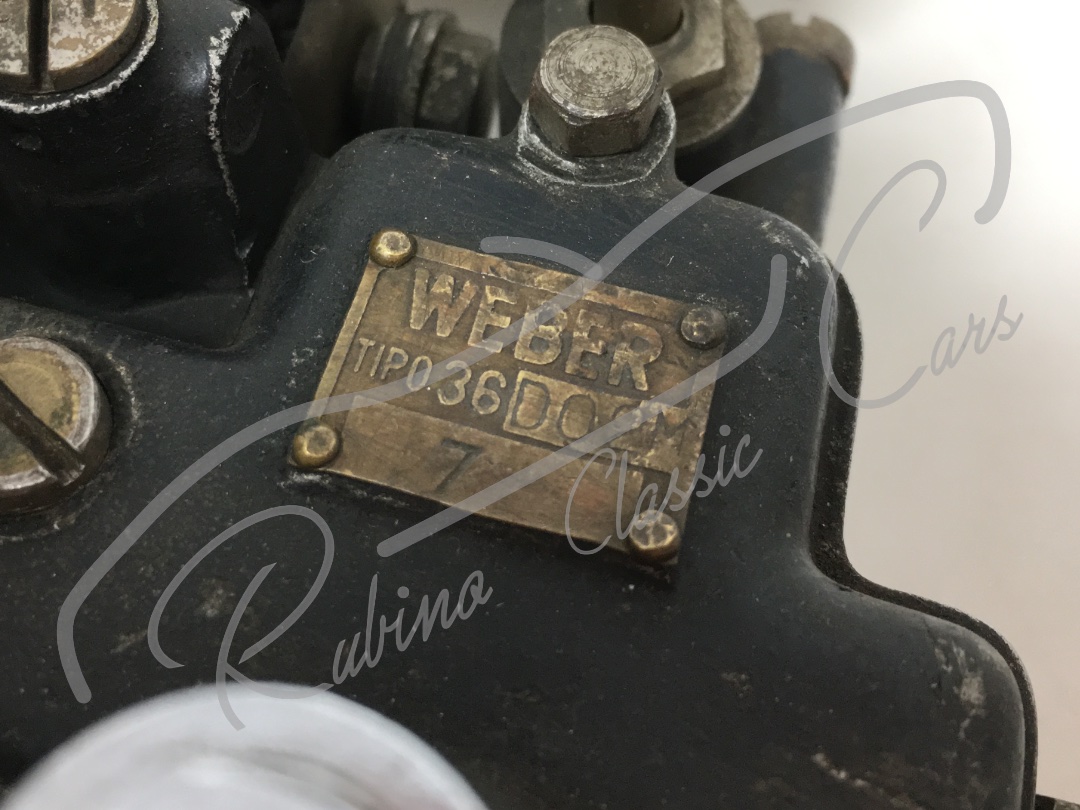 WEBER
TIPO 36
7
Rubino Classic Cars